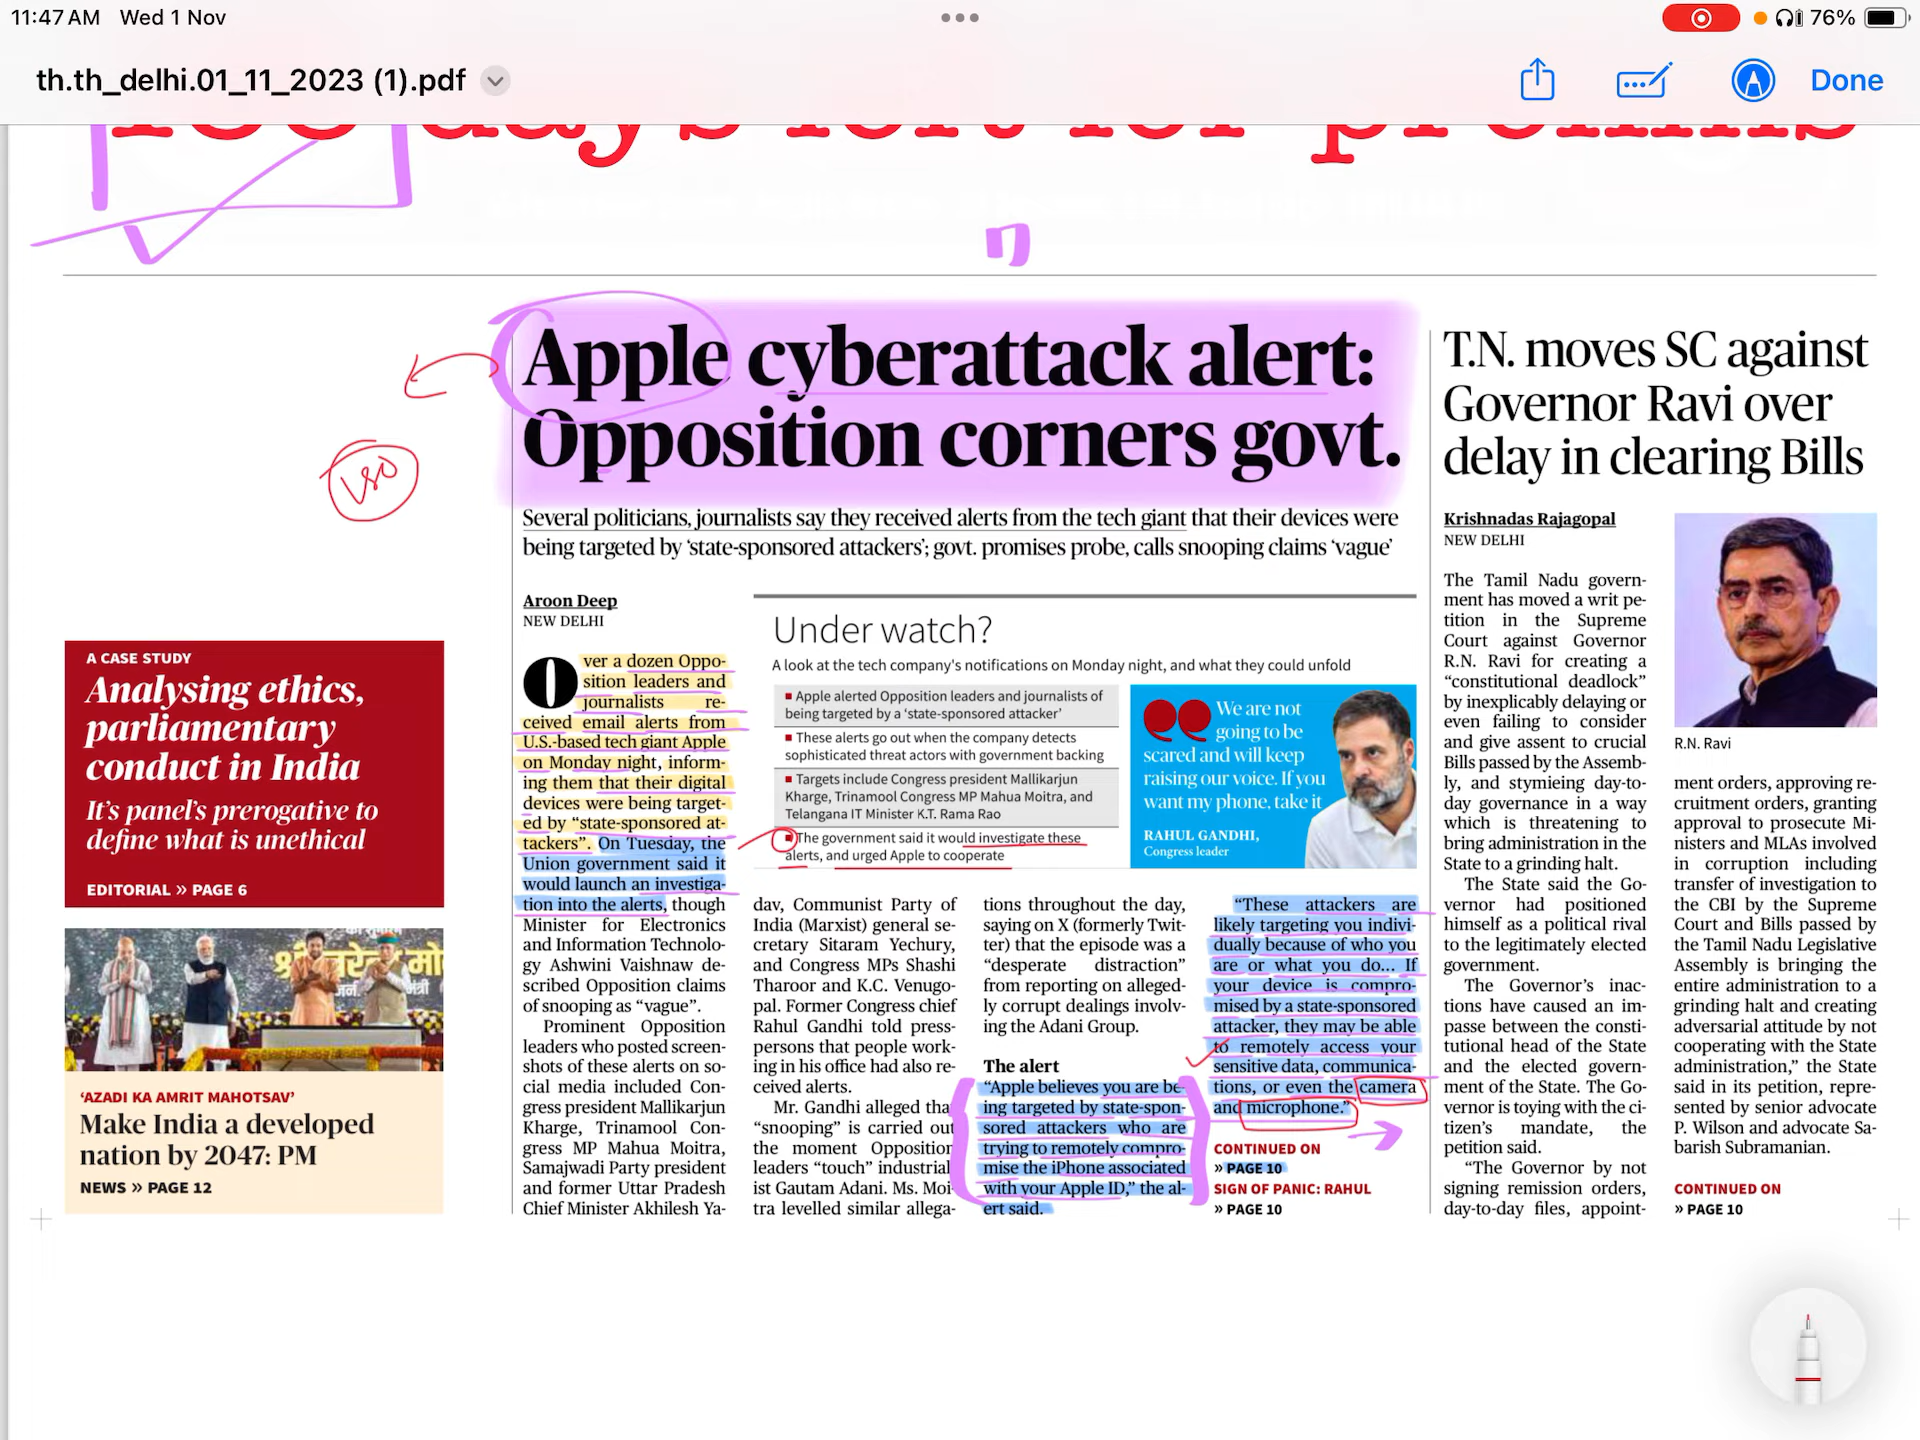 11:47 AM Wed 1 Nov
76%
th.th_delhi.01_11_2023 (1).pdf
Done
days left for prelims
Apple cyberattack alert:
Opposition corners govt.
Several politicians, journalists say they received alerts from the tech giant that their devices were
being targeted by ‘state-sponsored attackers’; govt. promises probe, calls snooping claims ‘vague’
A CASE STUDY
Analysing ethics,
parliamentary
conduct in India
It’s panel’s prerogative to
define what is unethical
EDITORIAL » PAGE 6
‘AZADI KA AMRIT MAHOTSAV’
Make India a developed
nation by 2047: PM
NEWS » PAGE 12
Aroon Deep
NEW DELHI
Over a dozen Oppo-
sition leaders and
journalists re-
ceived email alerts from
U.S.-based tech giant Apple
on Monday night, inform-
ing them that their digital
devices were being target-
ed by “state-sponsored at-
tackers”. On Tuesday, the
Union government said it
would launch an investiga-
tion into the alerts, though
Minister for Electronics
and Information Technolo-
gy Ashwini Vaishnaw de-
scribed Opposition claims
of snooping as “vague”.
Prominent Opposition
leaders who posted screen-
shots of these alerts on so-
cial media included Con-
gress president Mallikarjun
Kharge, Trinamool Con-
gress MP Mahua Moitra,
Samajwadi Party president
and former Uttar Pradesh
Chief Minister Akhilesh Ya-
Under watch?
A look at the tech company's notifications on Monday night, and what they could unfold
■ Apple alerted Opposition leaders and journalists of
being targeted by a ‘state-sponsored attacker’
■ These alerts go out when the company detects
sophisticated threat actors with government backing
■ Targets include Congress president Mallikarjun
Kharge, Trinamool Congress MP Mahua Moitra, and
Telangana IT Minister K.T. Rama Rao
■ The government said it would investigate these
alerts, and urged Apple to cooperate
We are not
going to be
scared and will keep
raising our voice. If you
want my phone, take it
RAHUL GANDHI,
Congress leader
dav, Communist Party of
India (Marxist) general se-
cretary Sitaram Yechury,
and Congress MPs Shashi
Tharoor and K.C. Venugo-
pal. Former Congress chief
Rahul Gandhi told press-
persons that people work-
ing in his office had also re-
ceived alerts.
Mr. Gandhi alleged tha
“snooping” is carried out
the moment Opposition
leaders “touch” industrial
ist Gautam Adani. Ms. Moi-
tra levelled similar allega-
tions throughout the day,
saying on X (formerly Twit-
ter) that the episode was a
“desperate distraction”
from reporting on alleged-
ly corrupt dealings involv-
ing the Adani Group.
The alert
“Apple believes you are be-
ing targeted by state-spon-
sored attackers who are
trying to remotely compro-
mise the iPhone associated
with your Apple ID,” the al-
ert said.
“These attackers are
likely targeting you indivi-
dually because of who you
are or what you do... If
your device is compro-
mised by a state-sponsored
attacker, they may be able
to remotely access your
sensitive data, communica-
tions, or even the camera
and microphone.”
CONTINUED ON
» PAGE 10
SIGN OF PANIC: RAHUL
» PAGE 10
T.N. moves SC against
Governor Ravi over
delay in clearing Bills
Krishnadas Rajagopal
NEW DELHI
The Tamil Nadu govern-
ment has moved a writ pe-
tition in the Supreme
Court against Governor
R.N. Ravi for creating a
“constitutional deadlock”
by inexplicably delaying or
even failing to consider
and give assent to crucial
Bills passed by the Assemb-
ly, and stymieing day-to-
day governance in a way
which is threatening to
bring administration in the
State to a grinding halt.
The State said the Go-
vernor had positioned
himself as a political rival
to the legitimately elected
government.
The Governor’s inac-
tions have caused an im-
passe between the consti-
tutional head of the State
and the elected govern-
ment of the State. The Go-
vernor is toying with the ci-
tizen’s mandate, the
petition said.
“The Governor by not
signing remission orders,
day-to-day files, appoint-
R.N. Ravi
ment orders, approving re-
cruitment orders, granting
approval to prosecute Mi-
nisters and MLAs involved
in corruption including
transfer of investigation to
the CBI by the Supreme
Court and Bills passed by
the Tamil Nadu Legislative
Assembly is bringing the
entire administration to a
grinding halt and creating
adversarial attitude by not
cooperating with the State
administration,” the State
said in its petition, repre-
sented by senior advocate
P. Wilson and advocate Sa-
barish Subramanian.
CONTINUED ON
» PAGE 10